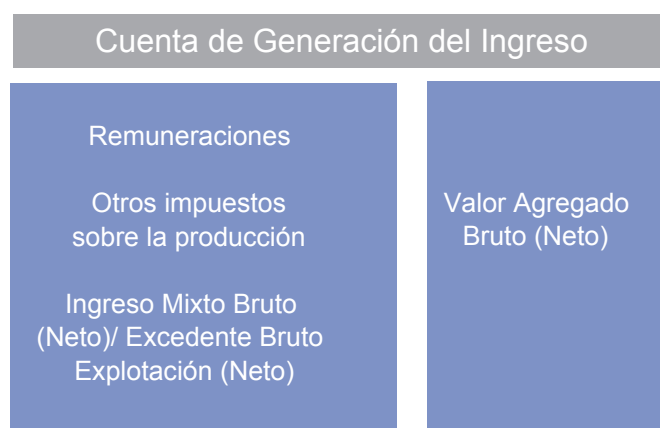 Cuenta de Generación del Ingreso
Remuneraciones
Otros impuestos
sobre la producción
Ingreso Mixto Bruto
(Neto)/ Excedente Bruto
Explotación (Neto)
Valor Agregado
Bruto (Neto)